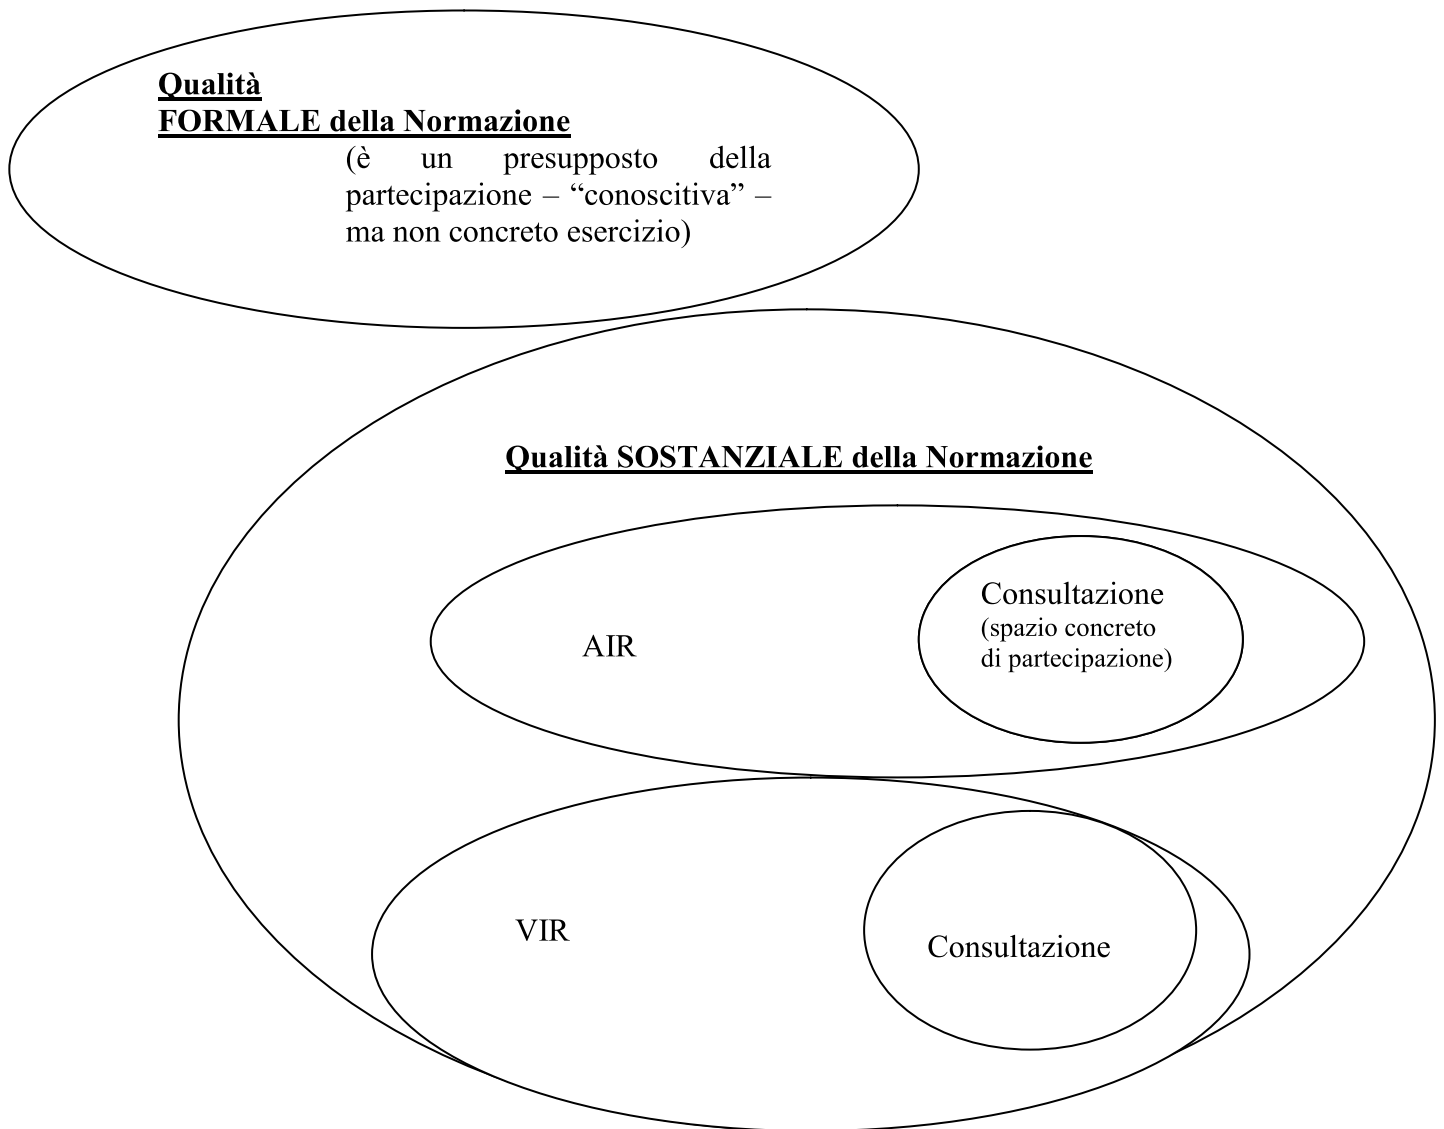 Qualità
FORMALE della Normazione
(è un presupposto della
partecipazione – “conoscitiva” –
ma non concreto esercizio)
Qualità SOSTANZIALE della Normazione
Consultazione
(spazio concreto
di partecipazione)
AIR
VIR
Consultazione